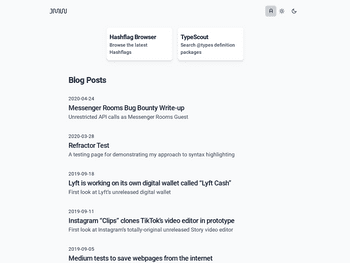 Hashflag Browser
Browse the latest
Hashflags
TypeScout
Search @types definition
packages
Blog Posts
2020-04-24
Messenger Rooms Bug Bounty Write-up
Unrestricted API calls as Messenger Rooms Guest
2020-03-28
Refractor Test
A testing page for demonstrating my approach to syntax highlighting
2019-09-16
Lyft is working on its own digital wallet called “Lyft Cash”
First look at Lyft's unreleased digital wallet
2019-09-11
Instagram “Clips” clones TikTok's video editor in prototype
First look at Instagram's totally-original unreleased Story video editor
2019-09-05
Medium tests to save webpages from the internet